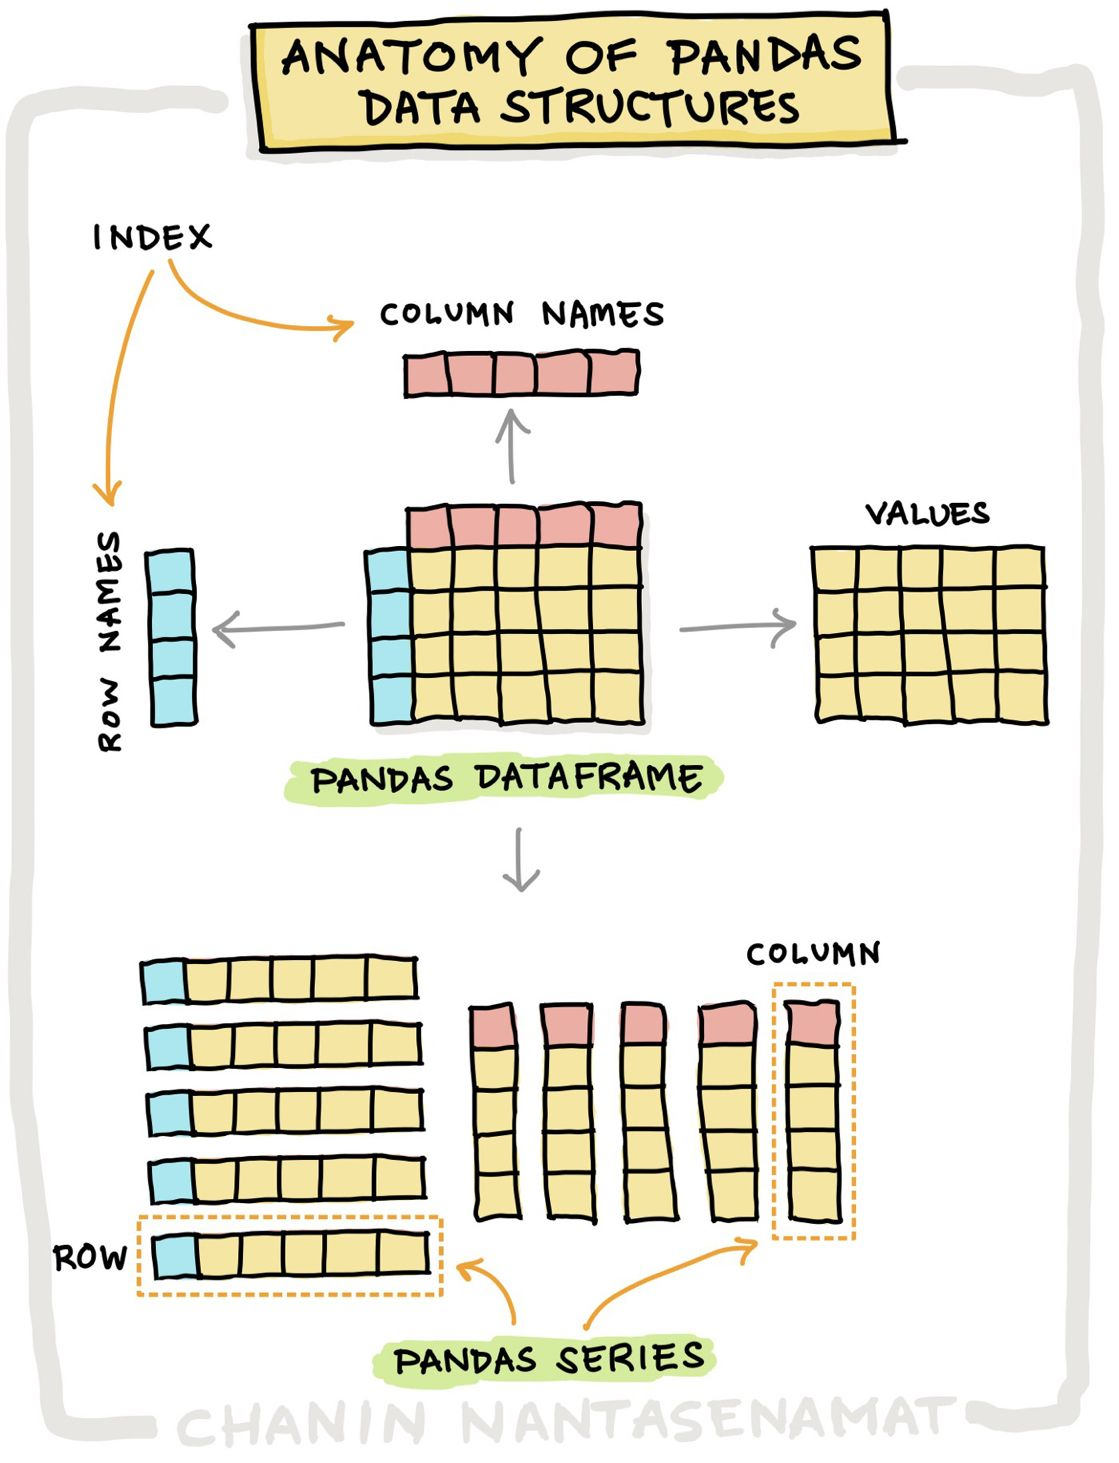 ANATOMY OF PANDAS
DATA STRUCTURES
INDEX
COLUMN NAMES
ROW NAMES
VALUES
PANDAS DATAFRAME
COLUMN
ROW
PANDAS SERIES
CHANIN NANTASENAMAT